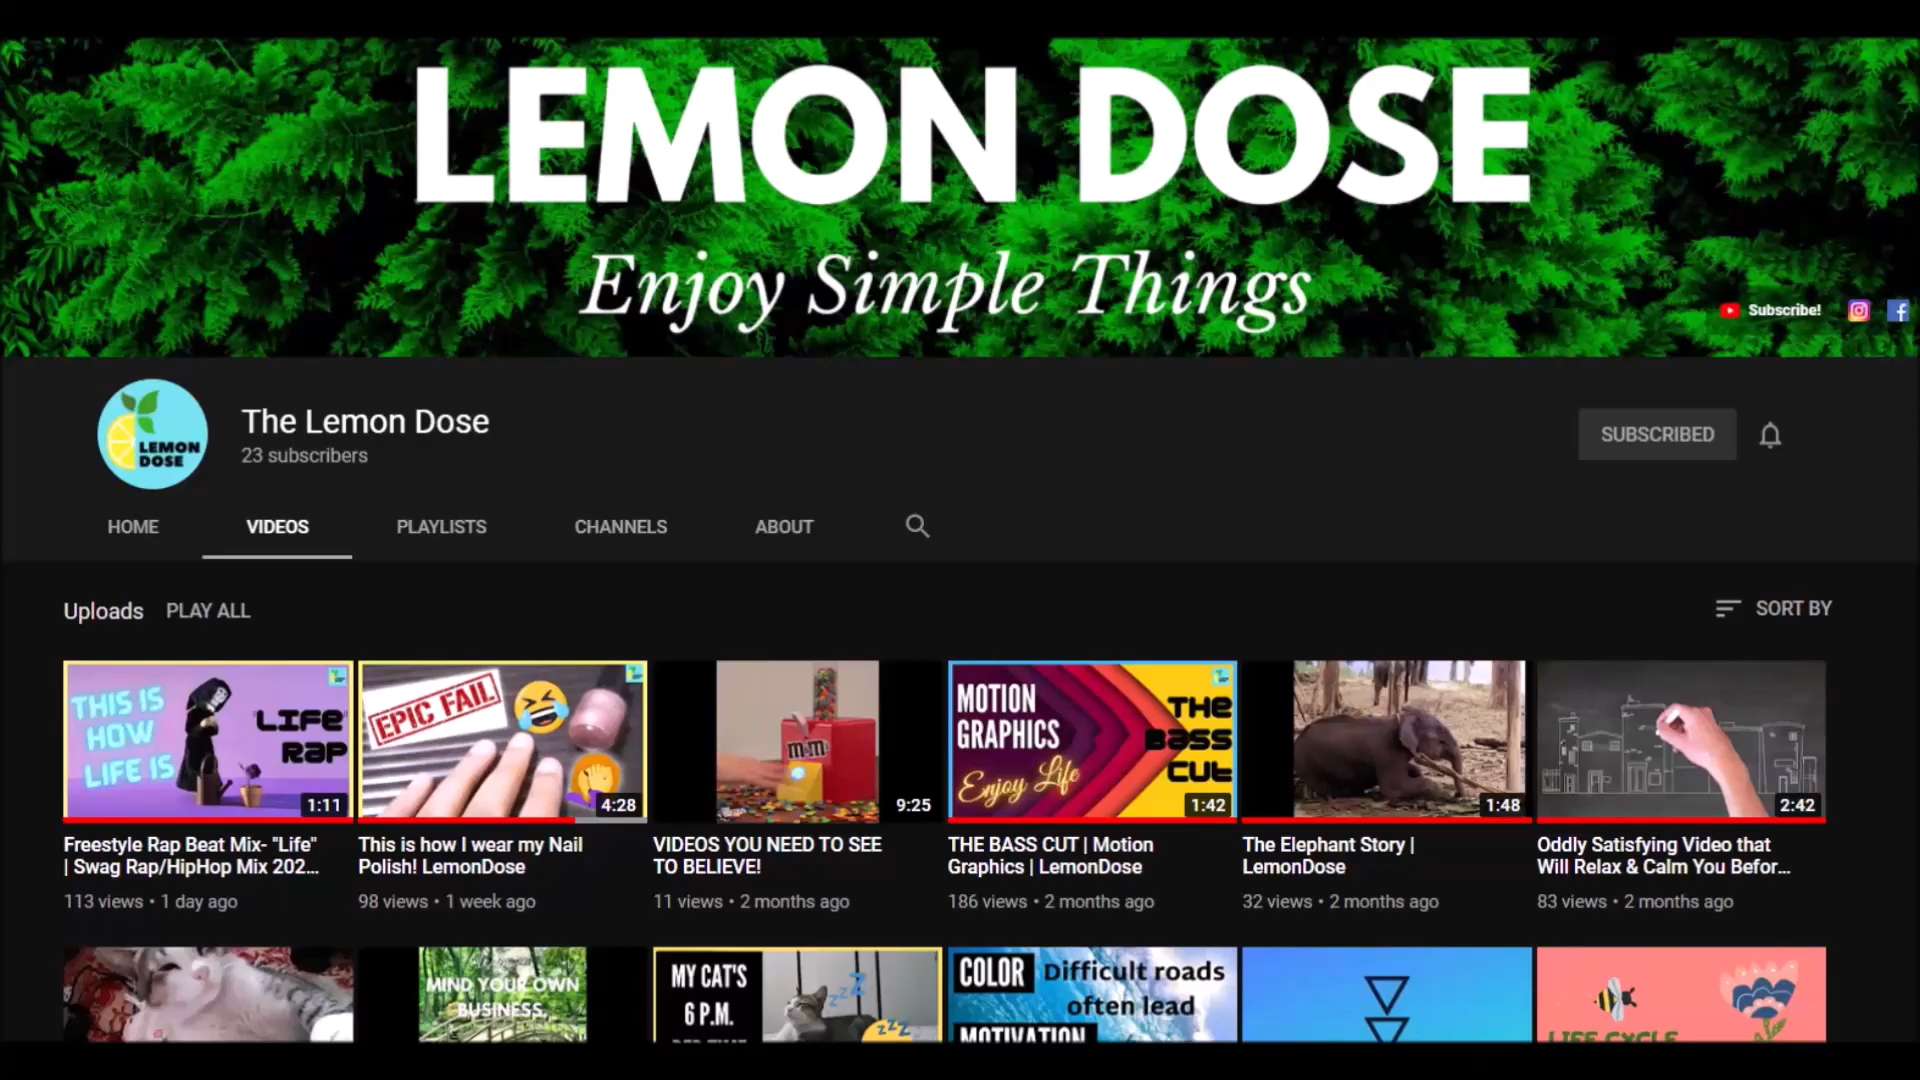 LEMON DOSE
Enjoy Simple Things
Subscribe!
LEMON
DOSE
The Lemon Dose
23 subscribers
SUBSCRIBED
HOME
VIDEOS
PLAYLISTS
CHANNELS
ABOUT
Uploads
PLAY ALL
SORT BY
THIS IS
HOW
LIFE IS
"LIFE"
RAP
1:11
EPIC FAIL
4:28
m&m's
9:25
MOTION
GRAPHICS
Enjoy Life
THE
BASS
CUT
1:42
1:48
2:42
Freestyle Rap Beat Mix- "Life"
| Swag Rap/HipHop Mix 202...
113 views • 1 day ago
This is how I wear my Nail
Polish! LemonDose
98 views • 1 week ago
VIDEOS YOU NEED TO SEE
TO BELIEVE!
11 views • 2 months ago
THE BASS CUT | Motion
Graphics | LemonDose
186 views • 2 months ago
The Elephant Story |
LemonDose
32 views • 2 months ago
Oddly Satisfying Video that
Will Relax & Calm You Befor...
83 views • 2 months ago
MIND YOUR OWN
BUSINESS.
MY CAT'S
6 P.M.
zzZ
zzZ
COLOR
MOTIVATION
Difficult roads
often lead
LIFE CYCLE